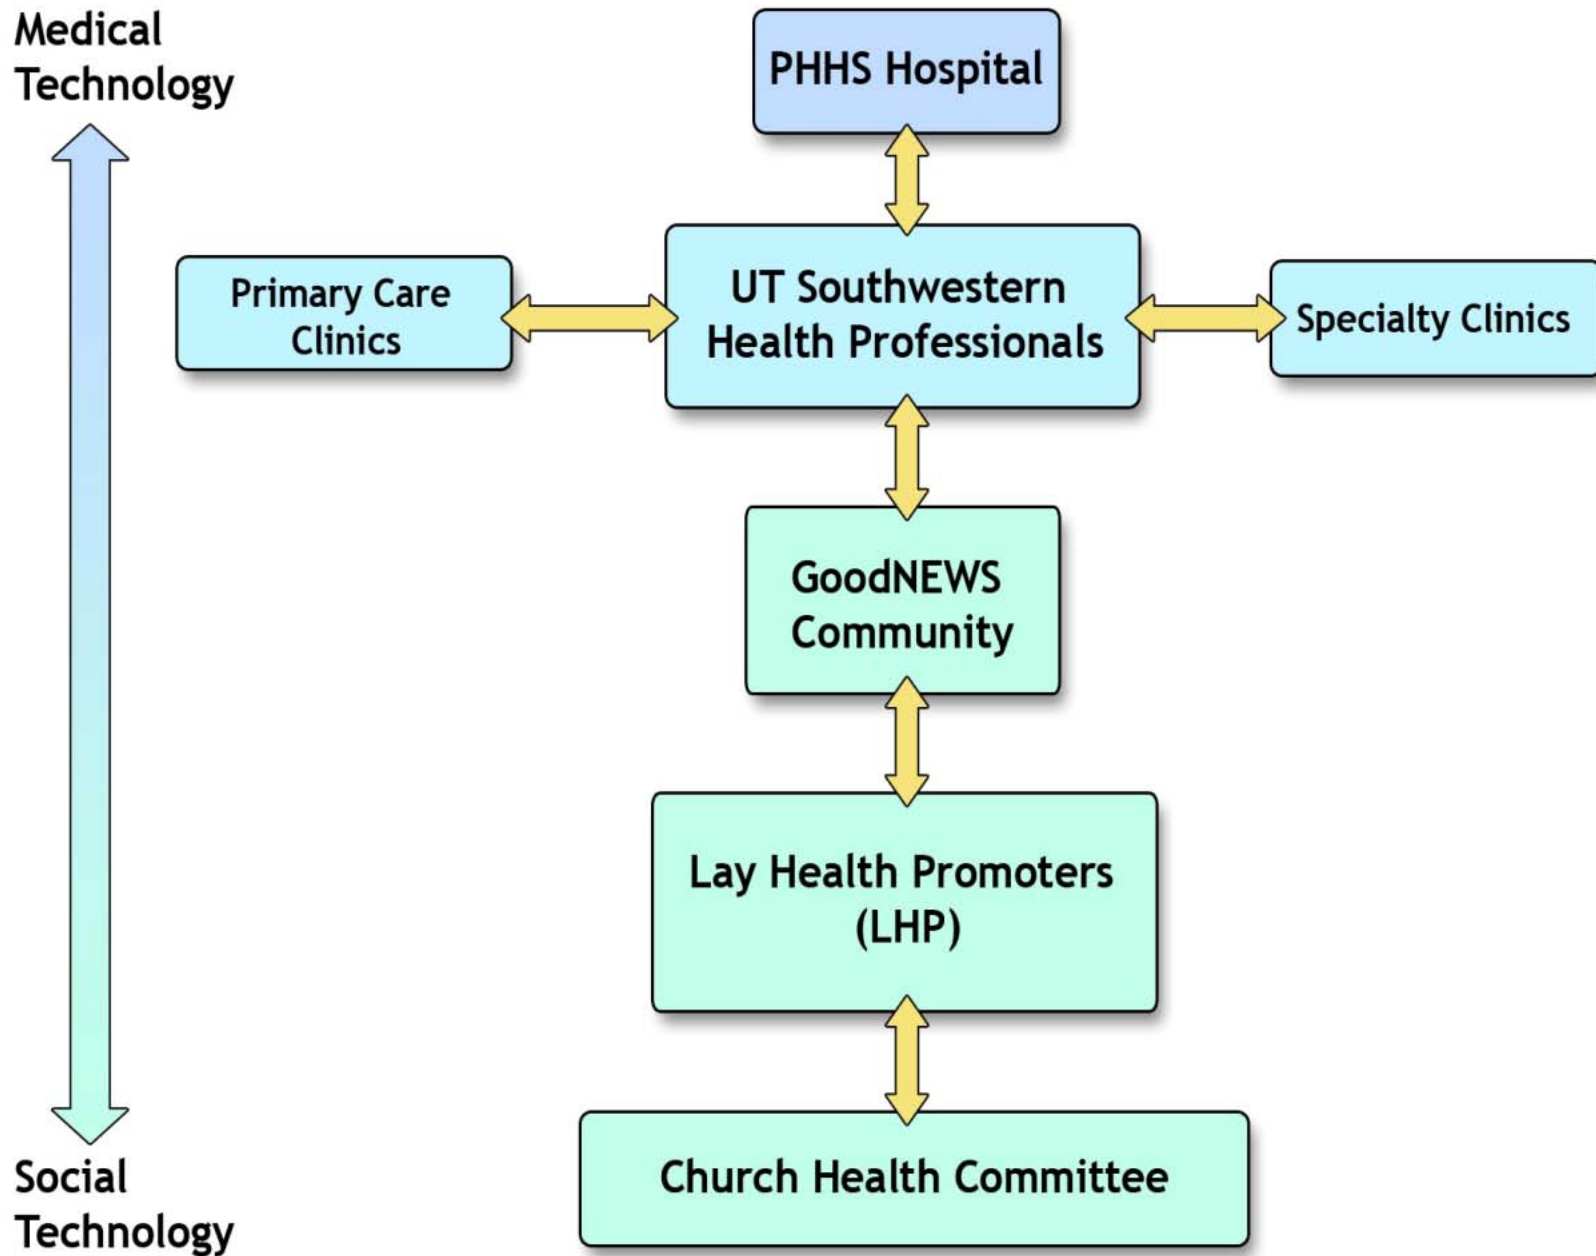 Medical
Technology
PHHS Hospital
Primary Care
Clinics
UT Southwestern
Health Professionals
Specialty Clinics
GoodNEWS
Community
Lay Health Promoters
(LHP)
Church Health Committee
Social
Technology